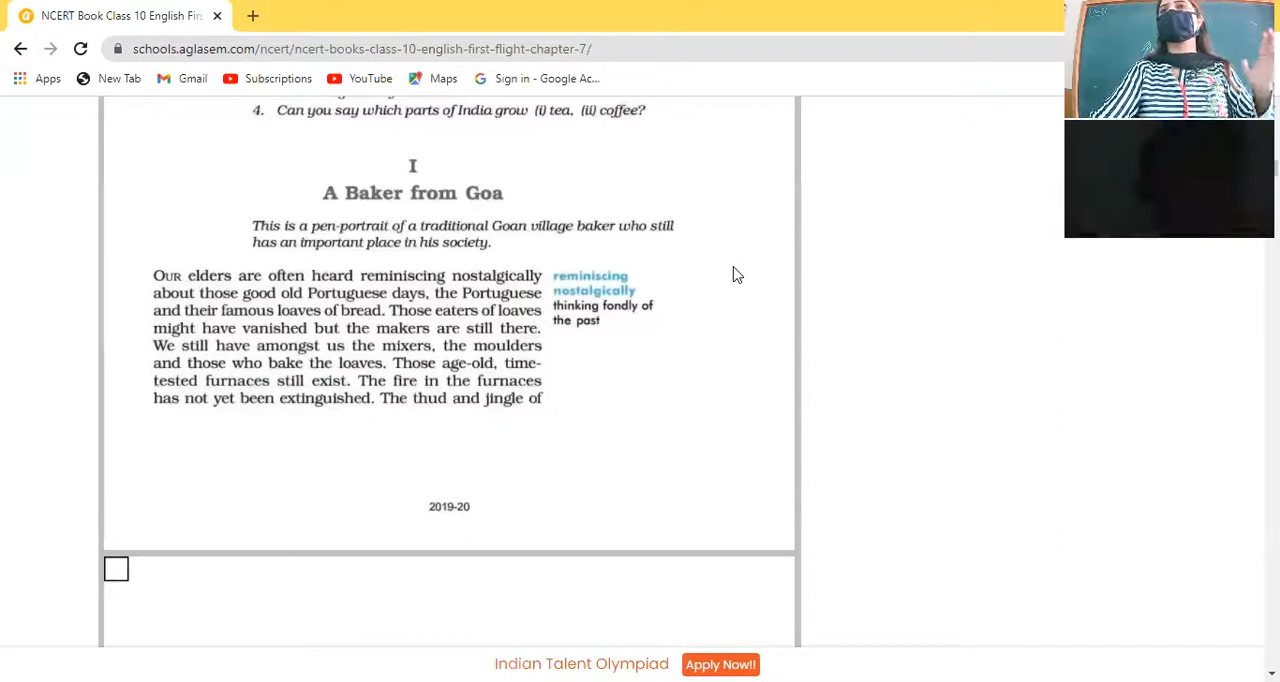 NCERT Book Class 10 English Firs
schools.aglasem.com/ncert/ncert-books-class-10-english-first-flight-chapter-7/
Apps New Tab Gmail Subscriptions YouTube Maps Sign in - Google Ac...
4. Can you say which parts of India grow (i) tea, (ii) coffee?
I
A Baker from Goa
This is a pen-portrait of a traditional Goan village baker who still
has an important place in his society.
OUR elders are often heard reminiscing nostalgically
about those good old Portuguese days, the Portuguese
and their famous loaves of bread. Those eaters of loaves
might have vanished but the makers are still there.
We still have amongst us the mixers, the moulders
and those who bake the loaves. Those age-old, time-
tested furnaces still exist. The fire in the furnaces
has not yet been extinguished. The thud and jingle of
reminiscing
nostalgically
thinking fondly of
the past
2019-20
Indian Talent Olympiad Apply Now!!